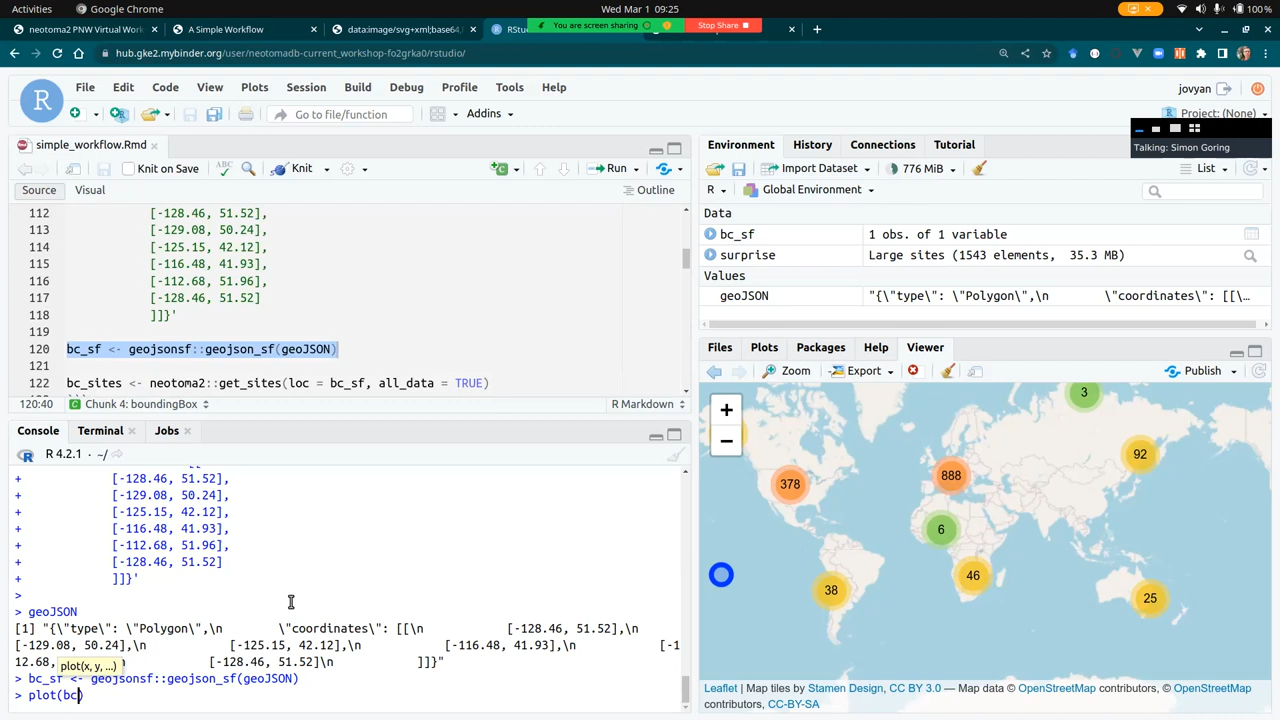 Activities
Google Chrome
Wed Mar 1 09:25
100 %
neotoma2 PNW Virtual Work
A Simple Workflow
data:image/svg+xml;base64,
RStu
You are screen sharing
Stop Share
hub.gke2.mybinder.org/user/neotomadb-current_workshop-fo2grka0/rstudio/
R
File Edit Code View Plots Session Build Debug Profile Tools Help
jovyan
Go to file/function
Addins
Project: (None)
Talking: Simon Goring
simple_workflow.Rmd
Knit on Save
ABC
Knit
Run
Source
Visual
Outline
112 [-128.46, 51.52],
113 [-129.08, 50.24],
114 [-125.15, 42.12],
115 [-116.48, 41.93],
116 [-112.68, 51.96],
117 [-128.46, 51.52]
118 ]]}'
119
120 bc_sf <- geojsonsf::geojson_sf(geoJSON)
121
122 bc_sites <- neotoma2::get_sites(loc = bc_sf, all_data = TRUE)
120:40
Chunk 4: boundingBox
R Markdown
Console
Terminal
Jobs
R 4.2.1 · ~/
+ [-128.46, 51.52],
+ [-129.08, 50.24],
+ [-125.15, 42.12],
+ [-116.48, 41.93],
+ [-112.68, 51.96],
+ [-128.46, 51.52]
+ ]]}'
>
> geoJSON
[1] "{\"type\": \"Polygon\",\n \"coordinates\": [[\n [-128.46, 51.52],\n
[-129.08, 50.24],\n [-125.15, 42.12],\n [-116.48, 41.93],\n [-1
12.68, \n [-128.46, 51.52]\n ]]}"
plot(x, y, ...)
> bc_sf <- geojsonsf::geojson_sf(geoJSON)
> plot(bc)
Environment
History
Connections
Tutorial
Import Dataset
776 MiB
List
R
Global Environment
Data
bc_sf 1 obs. of 1 variable
surprise Large sites (1543 elements, 35.3 MB)
Values
geoJSON "{\"type\": \"Polygon\",\n \"coordinates\": [[\…
Files
Plots
Packages
Help
Viewer
Zoom
Export
Publish
+
−
3
92
378
888
6
46
38
25
Leaflet | Map tiles by Stamen Design, CC BY 3.0 — Map data © OpenStreetMap contributors, © OpenStreetMap
contributors, CC-BY-SA